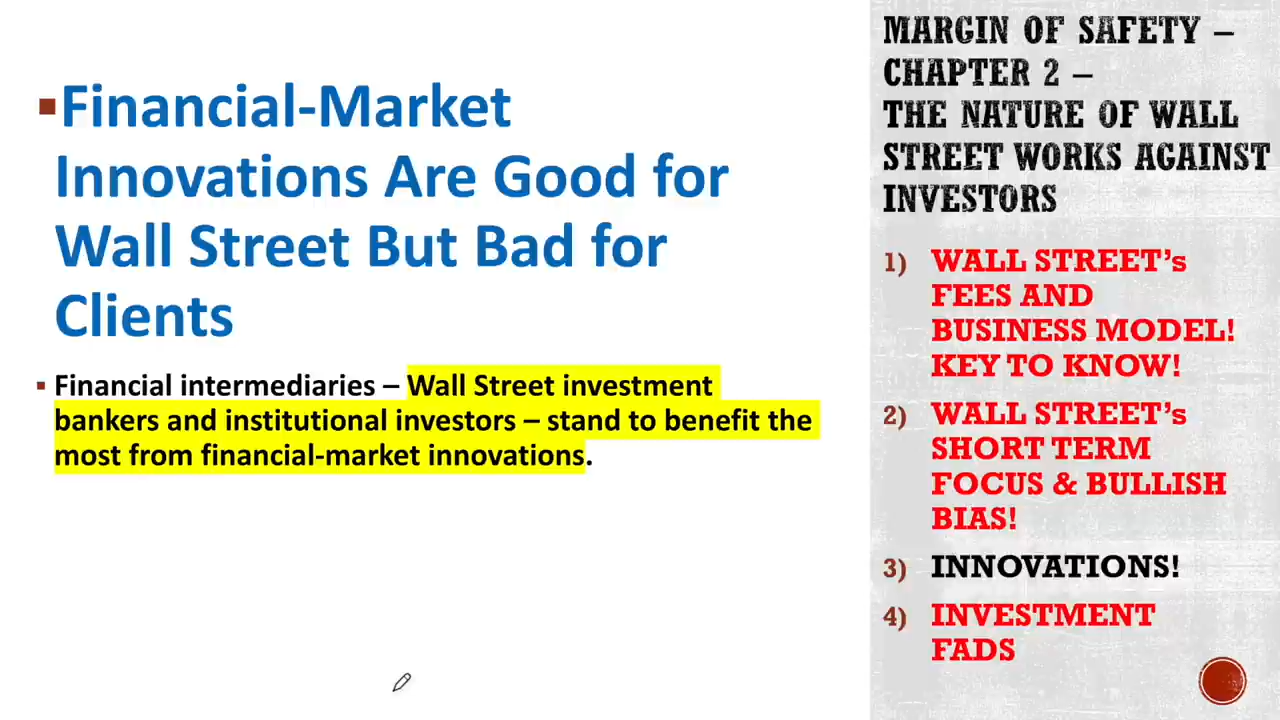 ▪Financial-Market
Innovations Are Good for
Wall Street But Bad for
Clients
▪ Financial intermediaries – Wall Street investment
bankers and institutional investors – stand to benefit the
most from financial-market innovations.
MARGIN OF SAFETY –
CHAPTER 2 –
THE NATURE OF WALL
STREET WORKS AGAINST
INVESTORS
1) WALL STREET's
FEES AND
BUSINESS MODEL!
KEY TO KNOW!
2) WALL STREET's
SHORT TERM
FOCUS & BULLISH
BIAS!
3) INNOVATIONS!
4) INVESTMENT
FADS